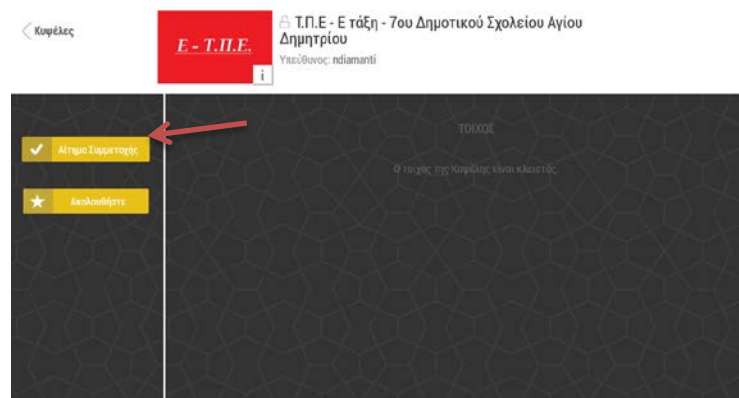 Κυψέλες
Ε - Τ.Π.Ε.
i
Τ.Π.Ε - Ε τάξη - 7ου Δημοτικού Σχολείου Αγίου
Δημητρίου
Υπεύθυνος: ndiamanti
Αίτημα Συμμετοχής
Ακολουθήστε
ΤΟΙΧΟΣ
Ο τοίχος της Κυψέλης είναι κλειστός.